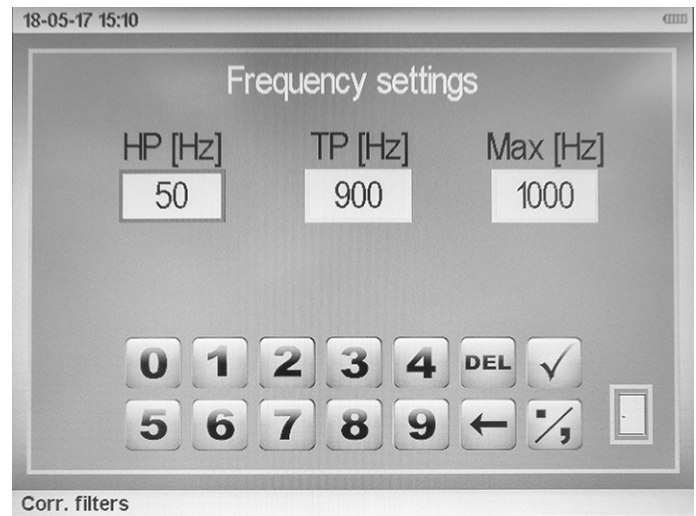 18-05-17 15:10
Frequency settings
HP [Hz] TP [Hz] Max [Hz]
50 900 1000
0 1 2 3 4 DEL ✓
5 6 7 8 9 ← ./,
Corr. filters